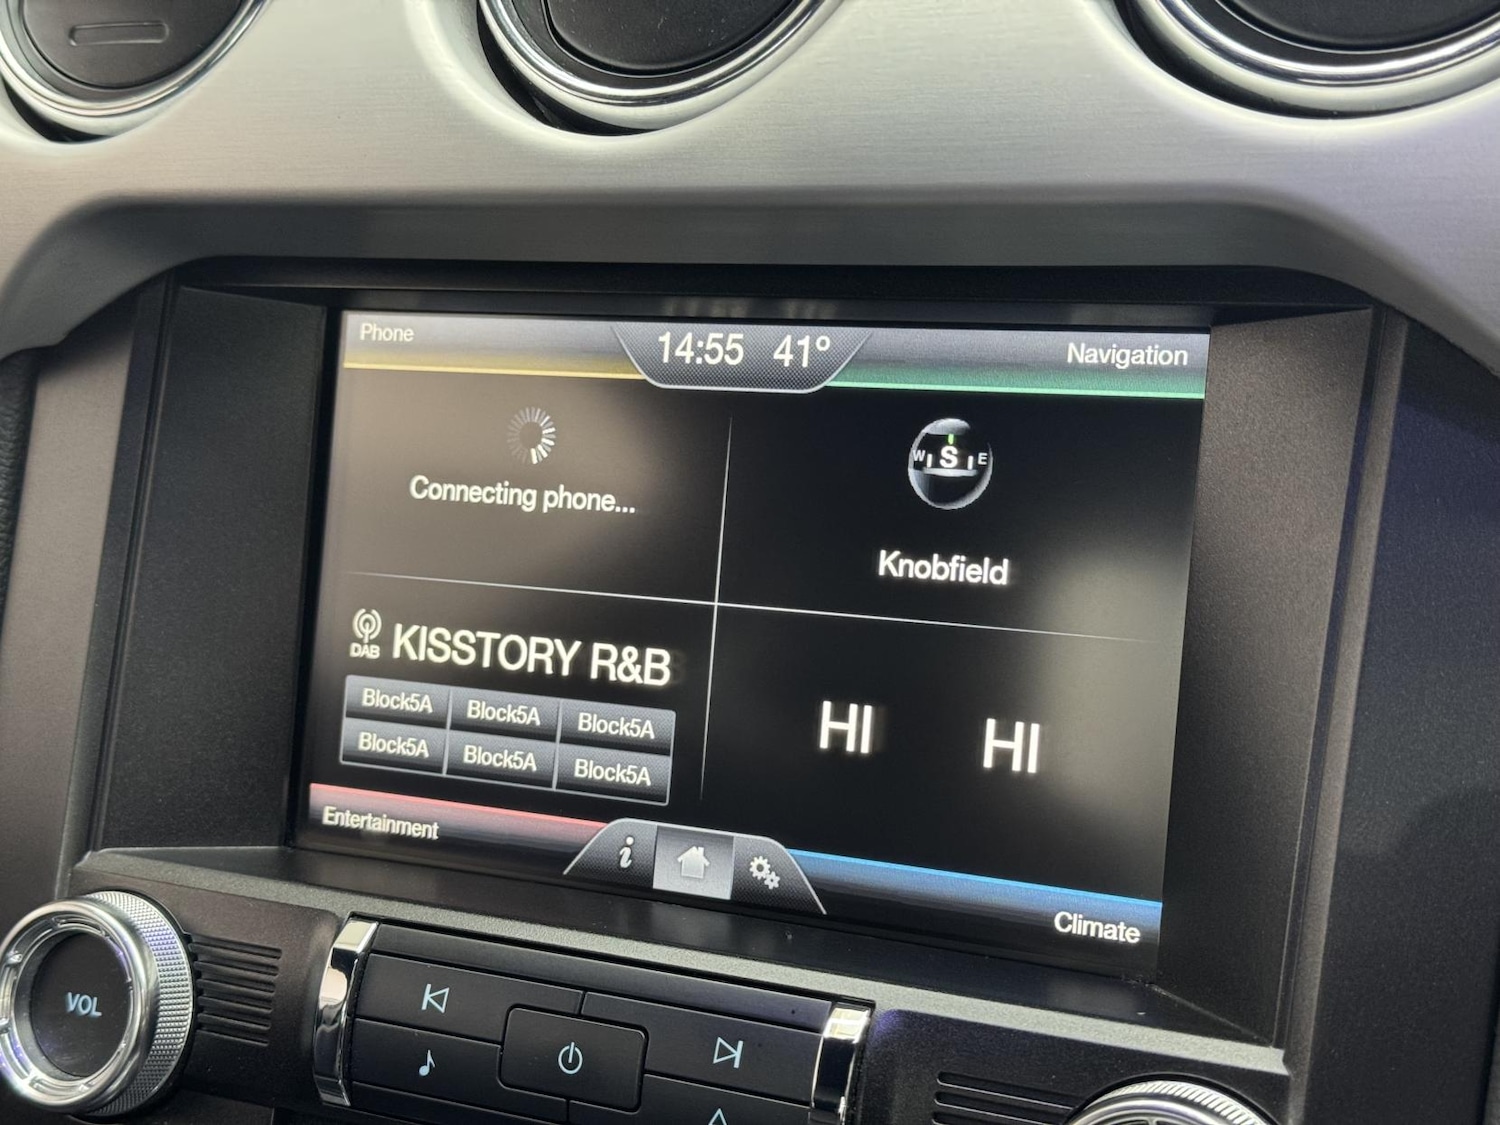 Phone
14:55 41°
Navigation
Connecting phone...
W S E
Knobfield
DAB KISSTORY R&B
Block5A Block5A Block5A
Block5A Block5A Block5A
HI HI
Entertainment
i
Climate
VOL